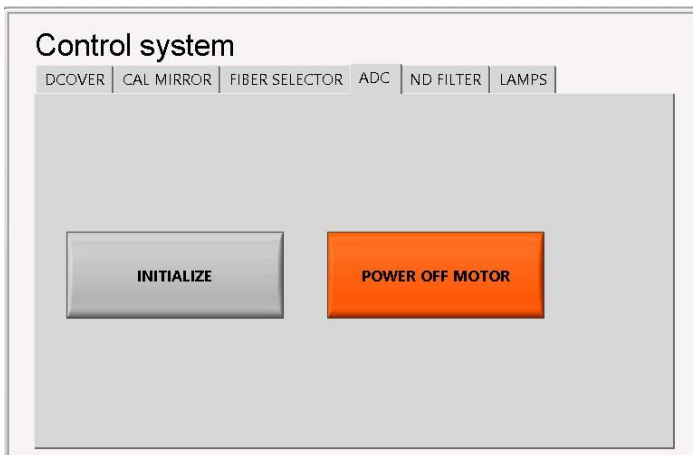 Control system
DCOVER CAL MIRROR FIBER SELECTOR ADC ND FILTER LAMPS
INITIALIZE POWER OFF MOTOR